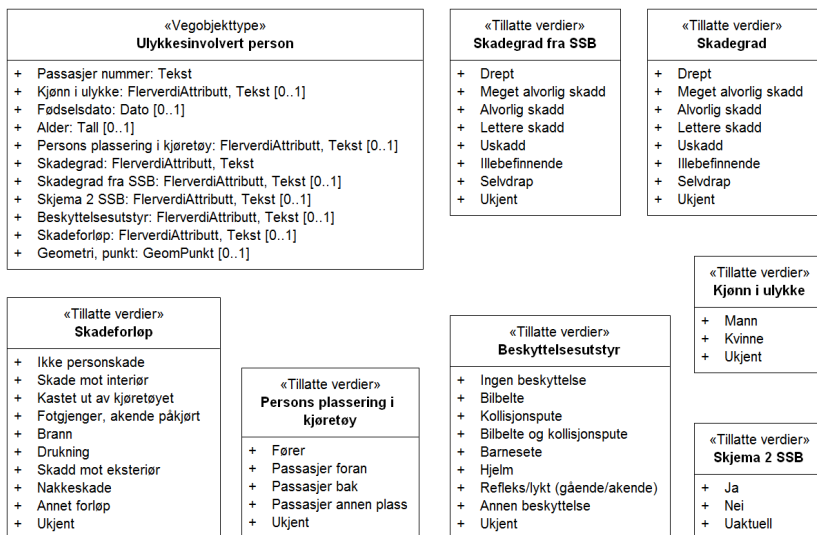 «Vegobjekttype»
Ulykkesinvolvert person
+ Passasjer nummer: Tekst
+ Kjønn i ulykke: FlerverdiAttributt, Tekst [0..1]
+ Fødselsdato: Dato [0..1]
+ Alder: Tall [0..1]
+ Persons plassering i kjøretøy: FlerverdiAttributt, Tekst [0..1]
+ Skadegrad: FlerverdiAttributt, Tekst
+ Skadegrad fra SSB: FlerverdiAttributt, Tekst [0..1]
+ Skjema 2 SSB: FlerverdiAttributt, Tekst [0..1]
+ Beskyttelsesutstyr: FlerverdiAttributt, Tekst [0..1]
+ Skadeforløp: FlerverdiAttributt, Tekst [0..1]
+ Geometri, punkt: GeomPunkt [0..1]
«Tillatte verdier»
Skadegrad fra SSB
+ Drept
+ Meget alvorlig skadd
+ Alvorlig skadd
+ Lettere skadd
+ Uskadd
+ Illebefinnende
+ Selvdrap
+ Ukjent
«Tillatte verdier»
Skadegrad
+ Drept
+ Meget alvorlig skadd
+ Alvorlig skadd
+ Lettere skadd
+ Uskadd
+ Illebefinnende
+ Selvdrap
+ Ukjent
«Tillatte verdier»
Skadeforløp
+ Ikke personskade
+ Skade mot interiør
+ Kastet ut av kjøretøyet
+ Fotgjenger, akende påkjørt
+ Brann
+ Drukning
+ Skadd mot eksteriør
+ Nakkeskade
+ Annet forløp
+ Ukjent
«Tillatte verdier»
Persons plassering i
kjøretøy
+ Fører
+ Passasjer foran
+ Passasjer bak
+ Passasjer annen plass
+ Ukjent
«Tillatte verdier»
Beskyttelsesutstyr
+ Ingen beskyttelse
+ Bilbelte
+ Kollisjonspute
+ Bilbelte og kollisjonspute
+ Barnesete
+ Hjelm
+ Refleks/lykt (gående/akende)
+ Annen beskyttelse
+ Ukjent
«Tillatte verdier»
Kjønn i ulykke
+ Mann
+ Kvinne
+ Ukjent
«Tillatte verdier»
Skjema 2 SSB
+ Ja
+ Nei
+ Uaktuell